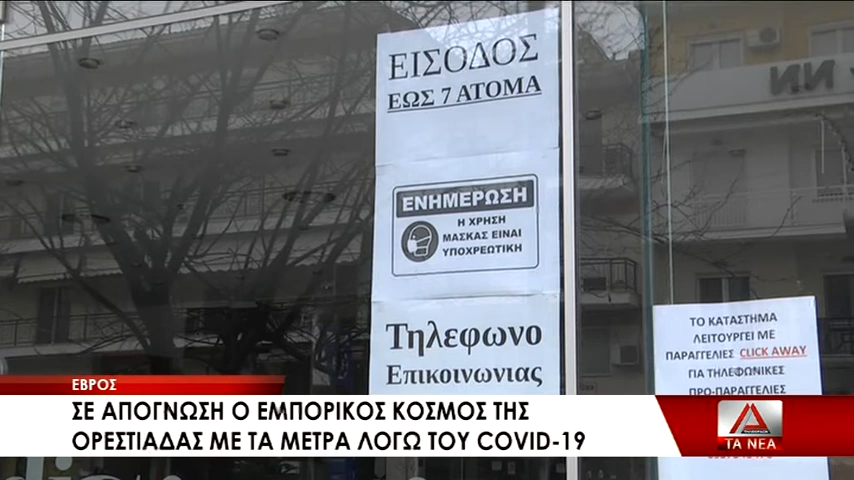 ΕΙΣΟΔΟΣ
ΕΩΣ 7 ΑΤΟΜΑ
ΕΝΗΜΕΡΩΣΗ
Η ΧΡΗΣΗ
ΜΑΣΚΑΣ ΕΙΝΑΙ
ΥΠΟΧΡΕΩΤΙΚΗ
Τηλεφωνο
Επικοινωνιας
ΤΟ ΚΑΤΑΣΤΗΜΑ
ΛΕΙΤΟΥΡΓΕΙ ΜΕ
ΠΑΡΑΓΓΕΛΙΕΣ CLICK AWAY
ΓΙΑ ΤΗΛΕΦΩΝΙΚΕΣ
ΠΡΟ-ΠΑΡΑΓΓΕΛΙΕΣ
ΕΒΡΟΣ
ΣΕ ΑΠΟΓΝΩΣΗ Ο ΕΜΠΟΡΙΚΟΣ ΚΟΣΜΟΣ ΤΗΣ
ΟΡΕΣΤΙΑΔΑΣ ΜΕ ΤΑ ΜΕΤΡΑ ΛΟΓΩ ΤΟΥ COVID-19
ΤΑ ΝΕΑ